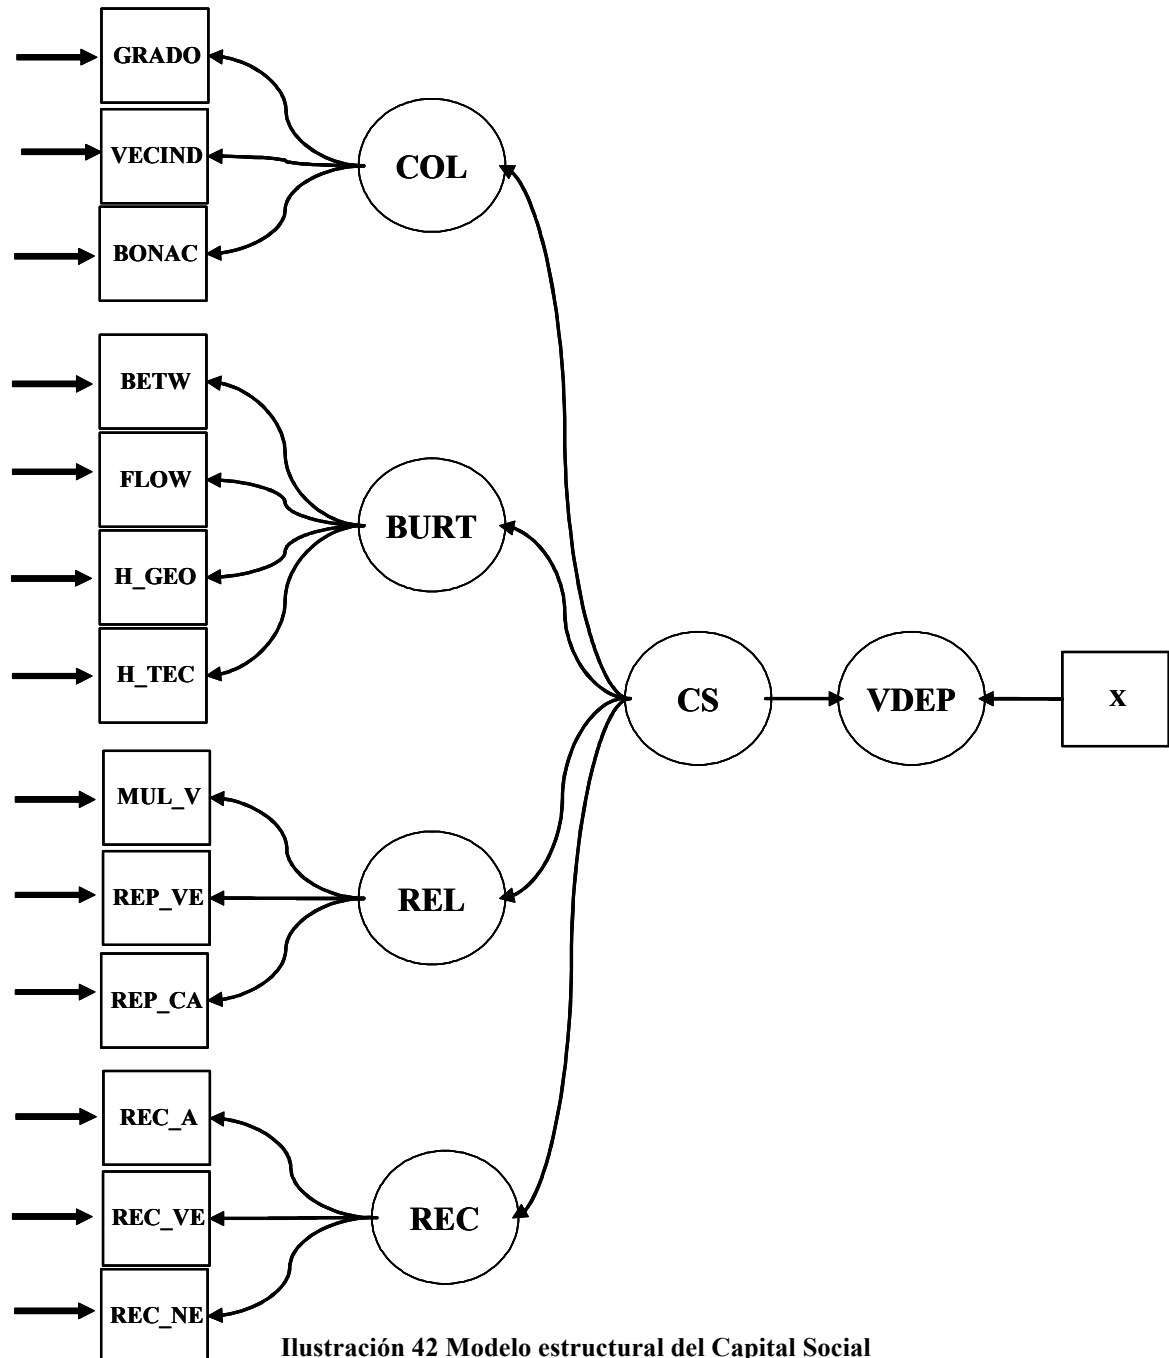 GRADO
VECIND
COL
BONAC
BETW
FLOW
BURT
H_GEO
H_TEC
CS
VDEP
X
MUL_V
REP_VE
REL
REP_CA
REC_A
REC_VE
REC
REC_NE
Ilustración 42 Modelo estructural del Capital Social